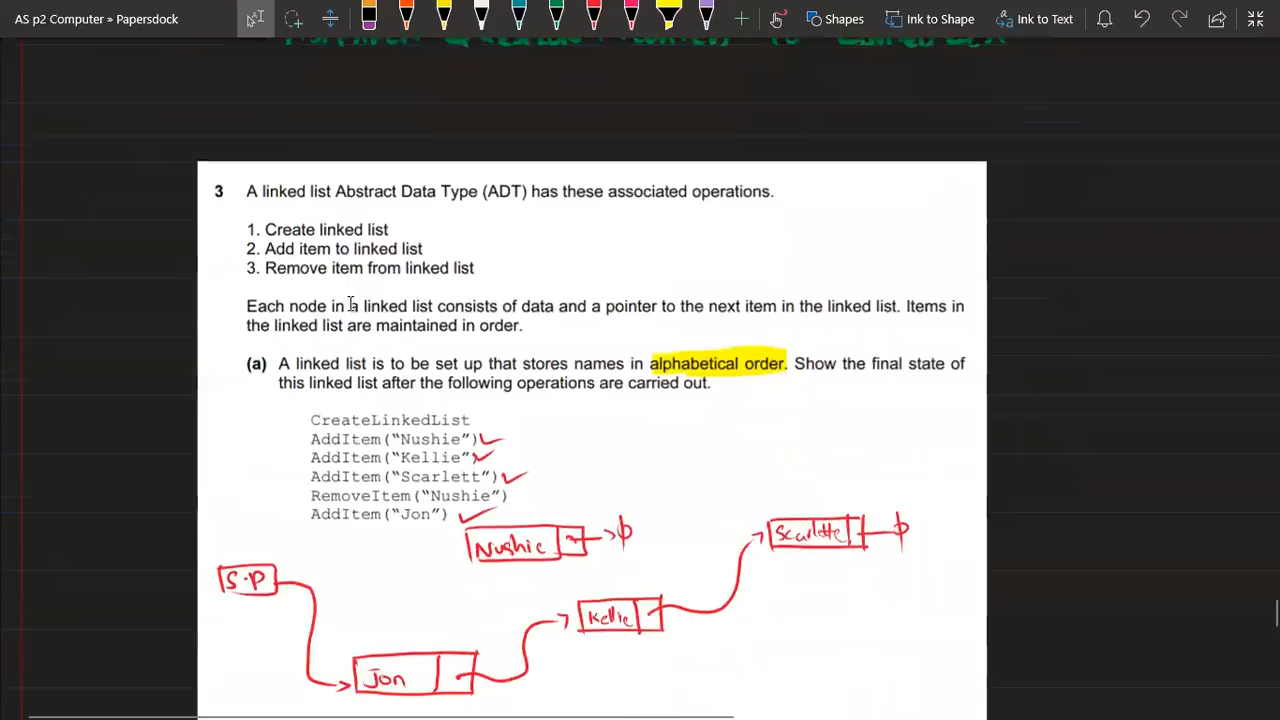 AS p2 Computer » Papersdock
Shapes
Ink to Shape
Ink to Text
3 A linked list Abstract Data Type (ADT) has these associated operations.
1. Create linked list
2. Add item to linked list
3. Remove item from linked list
Each node in a linked list consists of data and a pointer to the next item in the linked list. Items in
the linked list are maintained in order.
(a) A linked list is to be set up that stores names in alphabetical order. Show the final state of
this linked list after the following operations are carried out.
CreateLinkedList
AddItem("Nushie")
AddItem("Kellie")
AddItem("Scarlett")
RemoveItem("Nushie")
AddItem("Jon")
Nushie
Scarlette
S.P
Kellie
Jon